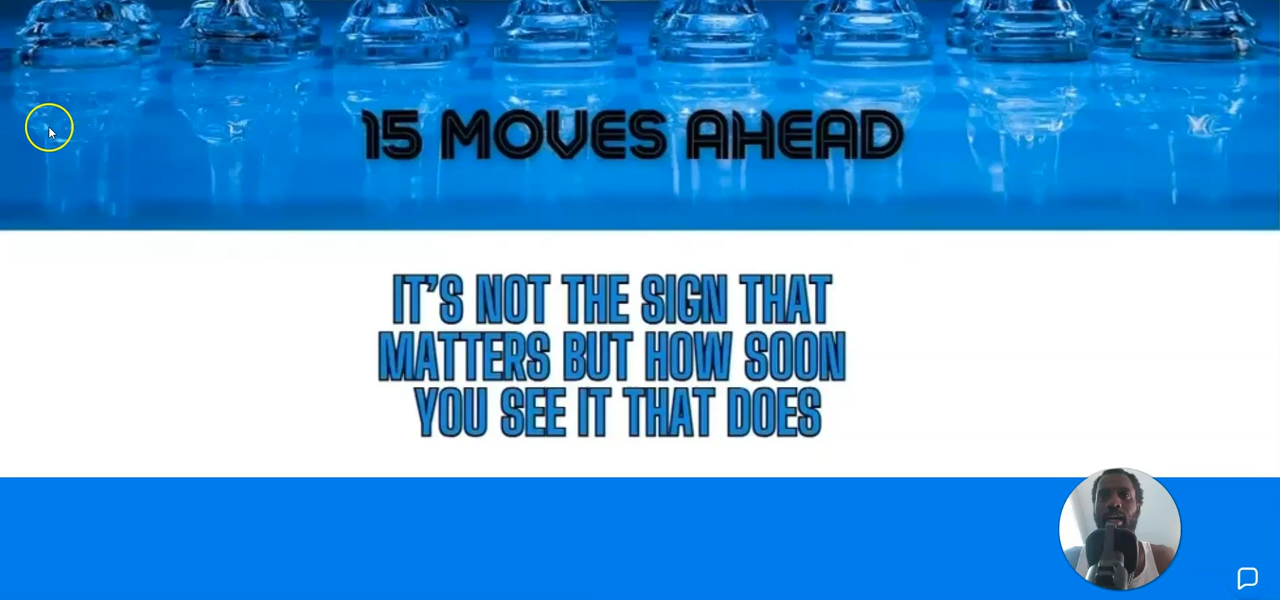 15 MOVES AHEAD
IT'S NOT THE SIGN THAT
MATTERS BUT HOW SOON
YOU SEE IT THAT DOES